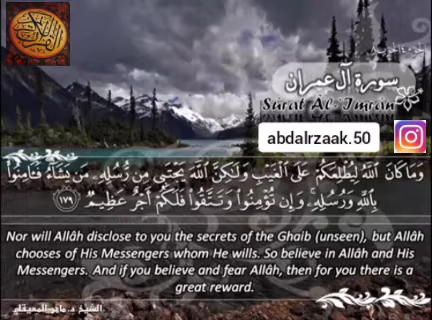 سورة آل عمران
Surat Al-'Imran
abdalrzaak.50
وَمَا كَانَ اللَّهُ لِيُطْلِعَكُمْ عَلَى الْغَيْبِ وَلَٰكِنَّ اللَّهَ يَجْتَبِي مِن رُّسُلِهِ مَن يَشَاءُ فَآمِنُوا
بِاللَّهِ وَرُسُلِهِ ۚ وَإِن تُؤْمِنُوا وَتَتَّقُوا فَلَكُمْ أَجْرٌ عَظِيمٌ ﴿١٧٩﴾
Nor will Allâh disclose to you the secrets of the Ghaib (unseen), but Allâh
chooses of His Messengers whom He wills. So believe in Allâh and His
Messengers. And if you believe and fear Allâh, then for you there is a
great reward.
الشيخ د. ماهر المعيقلي